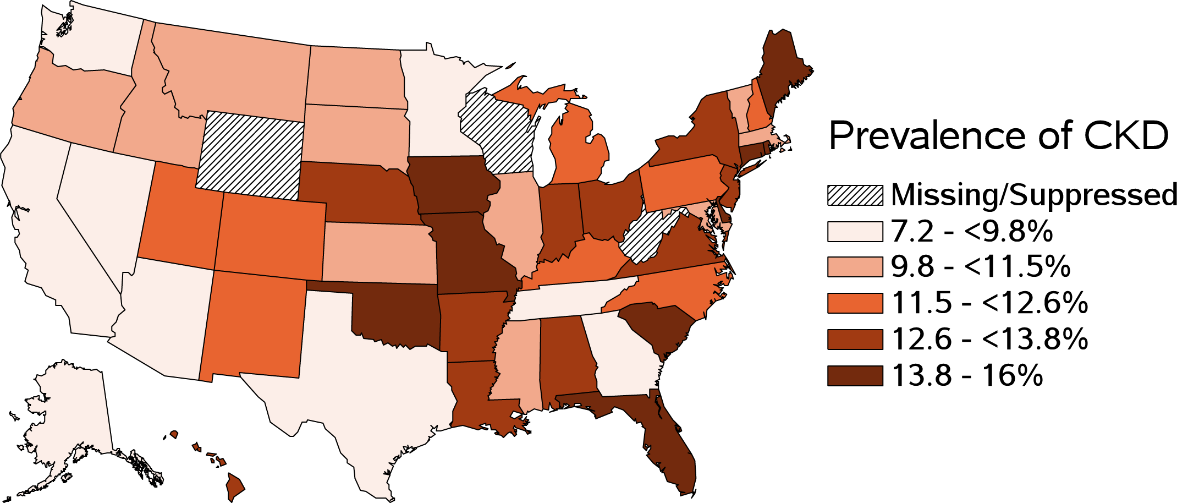 Prevalence of CKD
Missing/Suppressed
7.2 - <9.8%
9.8 - <11.5%
11.5 - <12.6%
12.6 - <13.8%
13.8 - 16%